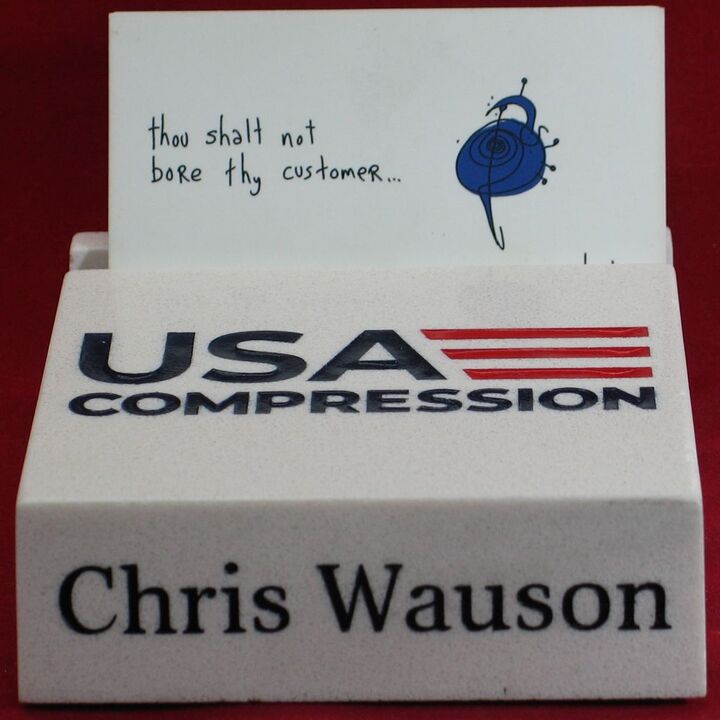 thou shalt not
bore thy customer...
USA
COMPRESSION
Chris Wauson